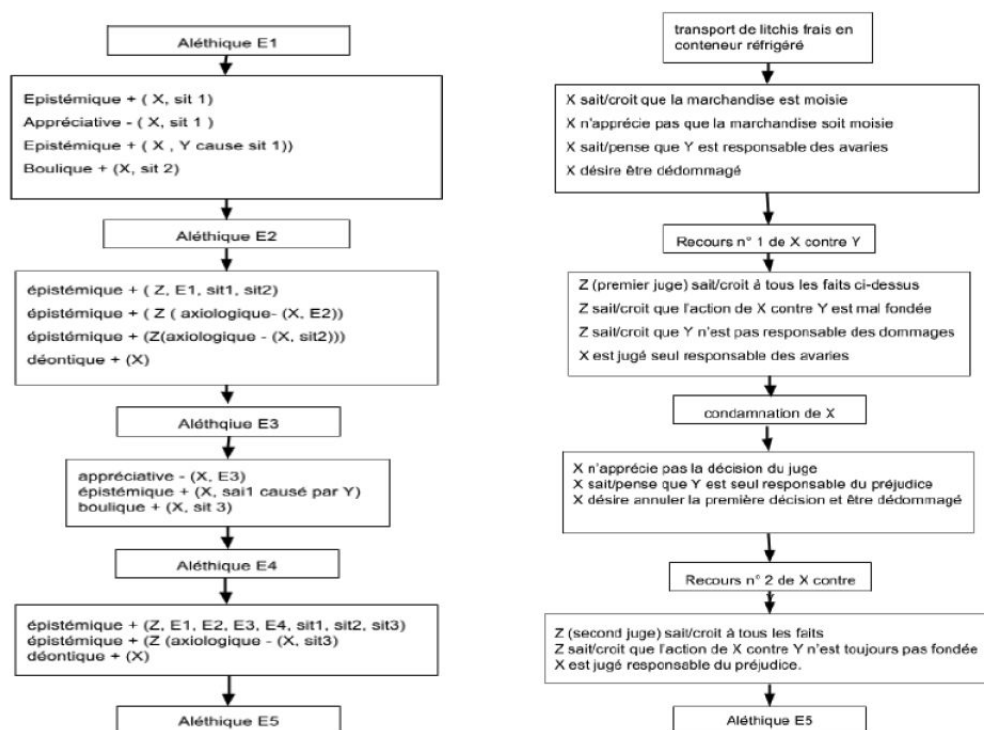 Aléthique E1
Epistémique + ( X, sit 1)
Appréciative - ( X, sit 1 )
Epistémique + ( X , Y cause sit 1))
Boulique + (X, sit 2)
Aléthique E2
épistémique + ( Z, E1, sit1, sit2)
épistémique + ( Z ( axiologique- (X, E2))
épistémique + (Z(axiologique - (X, sit2)))
déontique + (X)
Aléthqiue E3
appréciative - (X, E3)
épistémique + (X, sai1 causé par Y)
boulique + (X, sit 3)
Aléthique E4
épistémique + (Z, E1, E2, E3, E4, sit1, sit2, sit3)
épistémique + (Z (axiologique - (X, sit3)
déontique + (X)
Aléthique E5
transport de litchis frais en
conteneur réfrigéré
X sait/croit que la marchandise est moisie
X n'apprécie pas que la marchandise soit moisie
X sait/pense que Y est responsable des avaries
X désire être dédommagé
Recours n° 1 de X contre Y
Z (premier juge) sait/croit à tous les faits ci-dessus
Z sait/croit que l'action de X contre Y est mal fondée
Z sait/croit que Y n'est pas responsable des dommages
X est jugé seul responsable des avaries
condamnation de X
X n'apprécie pas la décision du juge
X sait/pense que Y est seul responsable du préjudice
X désire annuler la première décision et être dédommagé
Recours n° 2 de X contre
Z (second juge) sait/croit à tous les faits
Z sait/croit que l'action de X contre Y n'est toujours pas fondée
X est jugé responsable du préjudice.
Aléthique E5